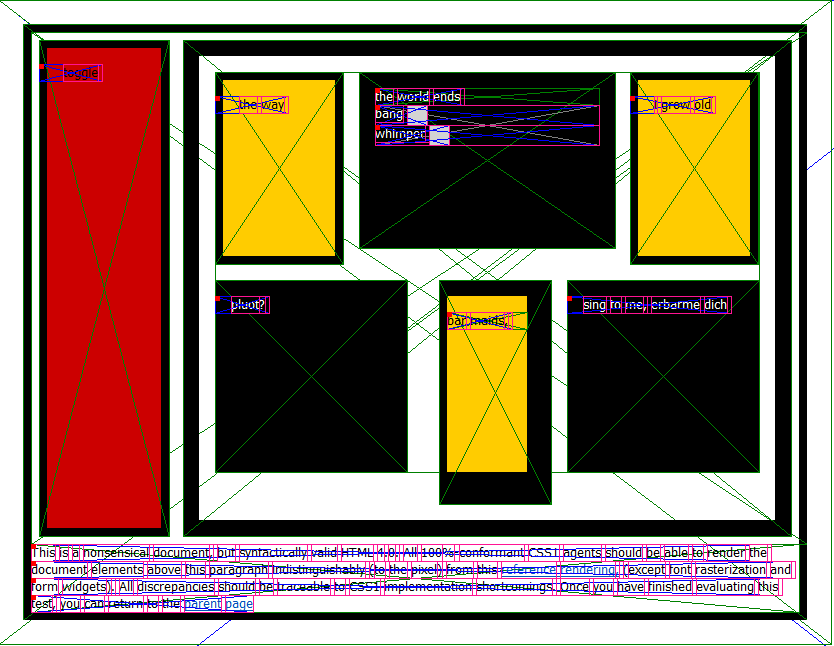 toggle
the way
the world ends
bang
whimper
I grow old
pluot?
bar maids,
sing to me, erbarme dich
This is a nonsensical document, but syntactically valid HTML 4.0. All 100%-conformant CSS1 agents should be able to render the
document elements above this paragraph indistinguishably (to the pixel) from this reference rendering, (except font rasterization and
form widgets). All discrepancies should be traceable to CSS1 implementation shortcomings. Once you have finished evaluating this
test, you can return to the parent page